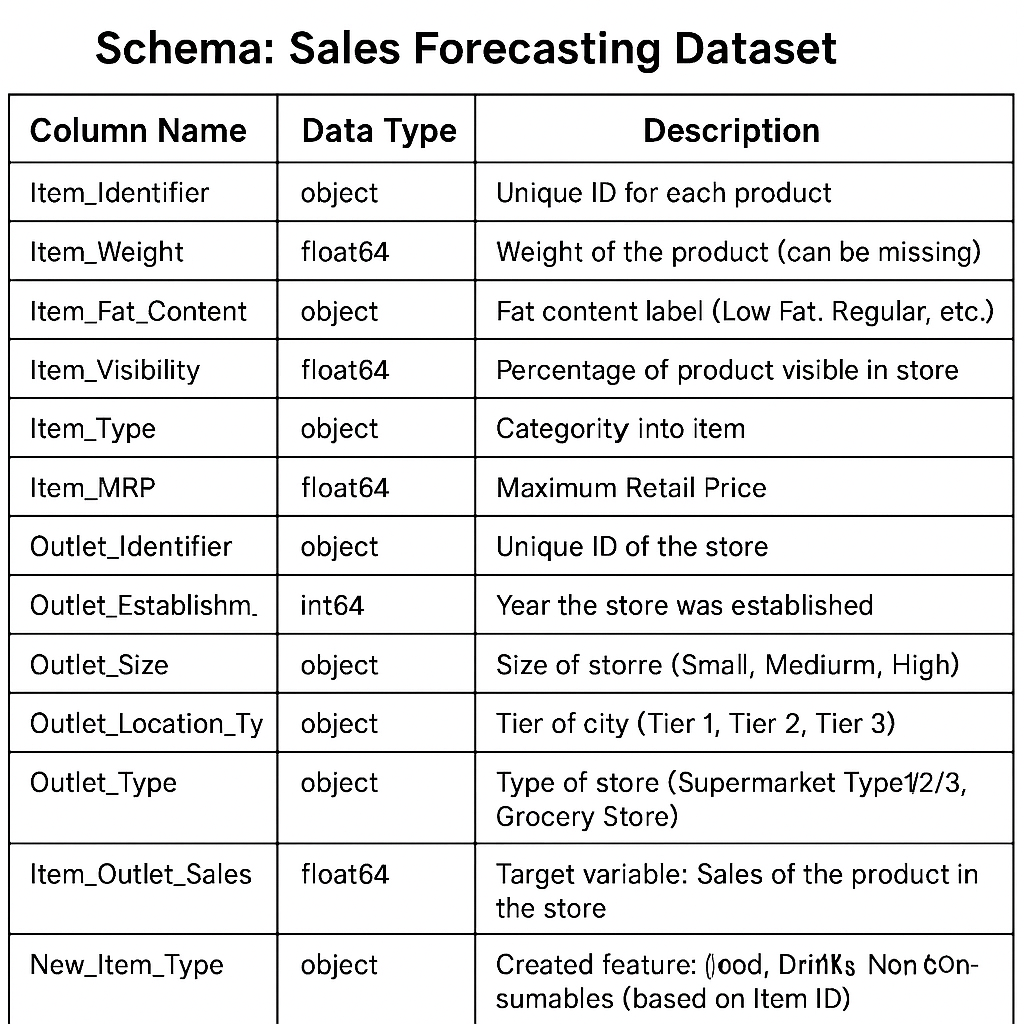 Schema: Sales Forecasting Dataset
Column Name Data Type Description
Item_Identifier object Unique ID for each product
Item_Weight float64 Weight of the product (can be missing)
Item_Fat_Content object Fat content label (Low Fat. Regular, etc.)
Item_Visibility float64 Percentage of product visible in store
Item_Type object Categority into item
Item_MRP float64 Maximum Retail Price
Outlet_Identifier object Unique ID of the store
Outlet_Establishm_ int64 Year the store was established
Outlet_Size object Size of storre (Small, Mediurm, High)
Outlet_Location_Ty object Tier of city (Tier 1, Tier 2, Tier 3)
Outlet_Type object Type of store (Supermarket Type1/2/3,
Grocery Store)
Item_Outlet_Sales float64 Target variable: Sales of the product in
the store
New_Item_Type object Created feature: Drinks Non con-
sumables (based on Item ID)